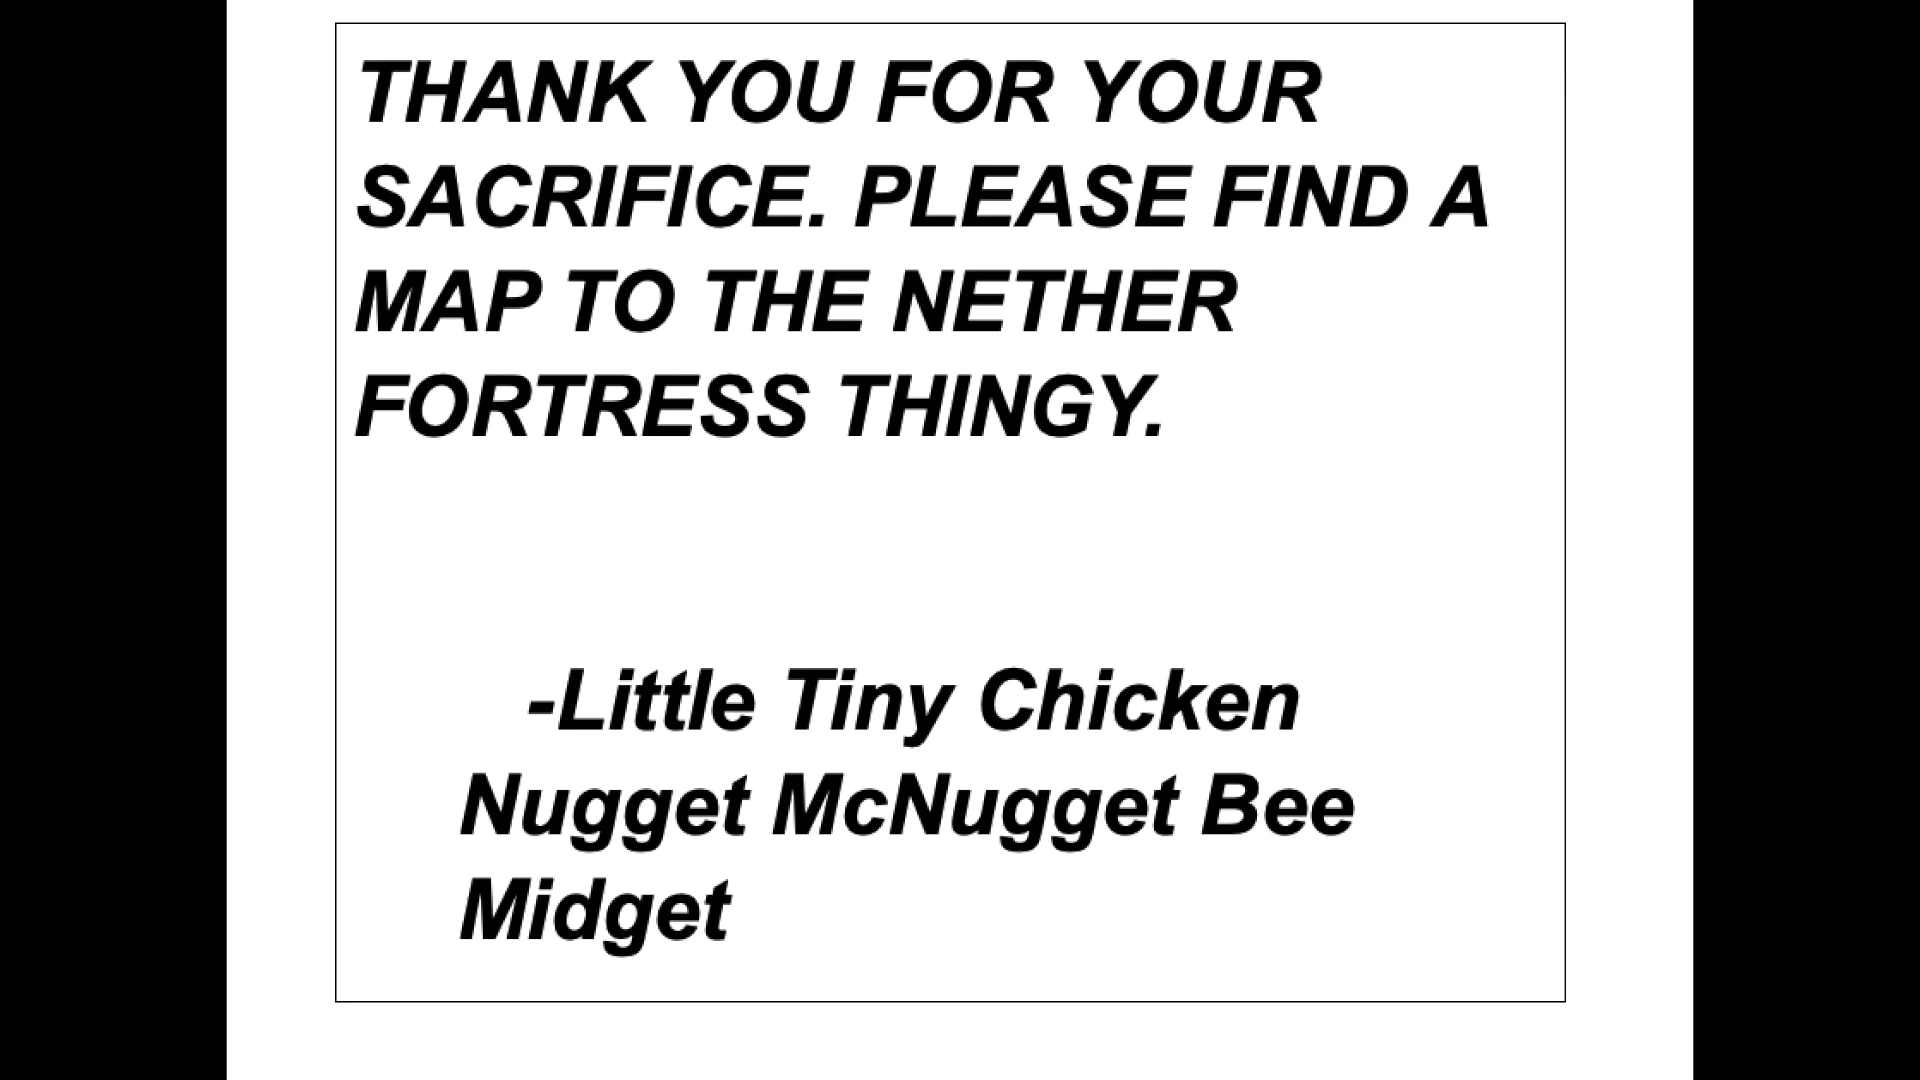 THANK YOU FOR YOUR
SACRIFICE. PLEASE FIND A
MAP TO THE NETHER
FORTRESS THINGY.
-Little Tiny Chicken
Nugget McNugget Bee
Midget